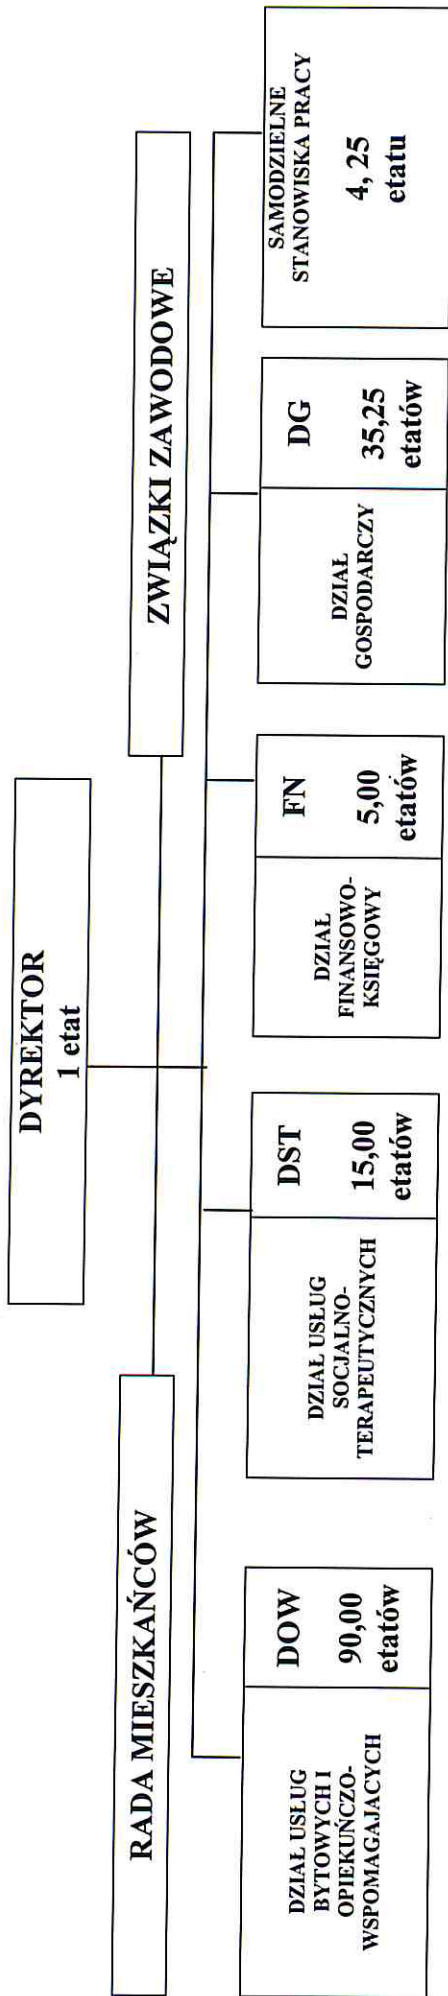 DYREKTOR
1 etat
RADA MIESZKAŃCÓW
ZWIĄZKI ZAWODOWE
DZIAŁ USŁUG
BYTOWYCH I
OPIEKUŃCZO-
WSPOMAGAJACYCH
DOW
90,00
etatów
DZIAŁ USŁUG
SOCJALNO-
TERAPEUTYCZNYCH
DST
15,00
etatów
DZIAŁ
FINANSOWO-
KSIĘGOWY
FN
5,00
etatów
DZIAŁ
GOSPODARCZY
DG
35,25
etatów
SAMODZIELNE
STANOWISKA PRACY
4, 25
etatu